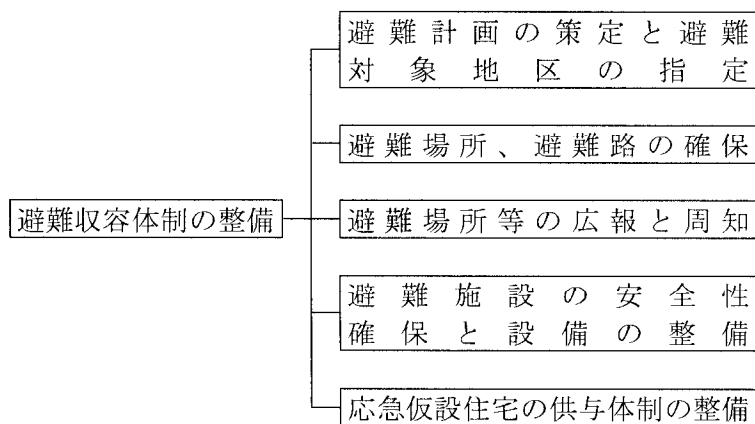 避難計画の策定と避難
対象地区の指定
避難場所、避難路の確保
避難収容体制の整備
避難場所等の広報と周知
避難施設の安全性
確保と設備の整備
応急仮設住宅の供与体制の整備